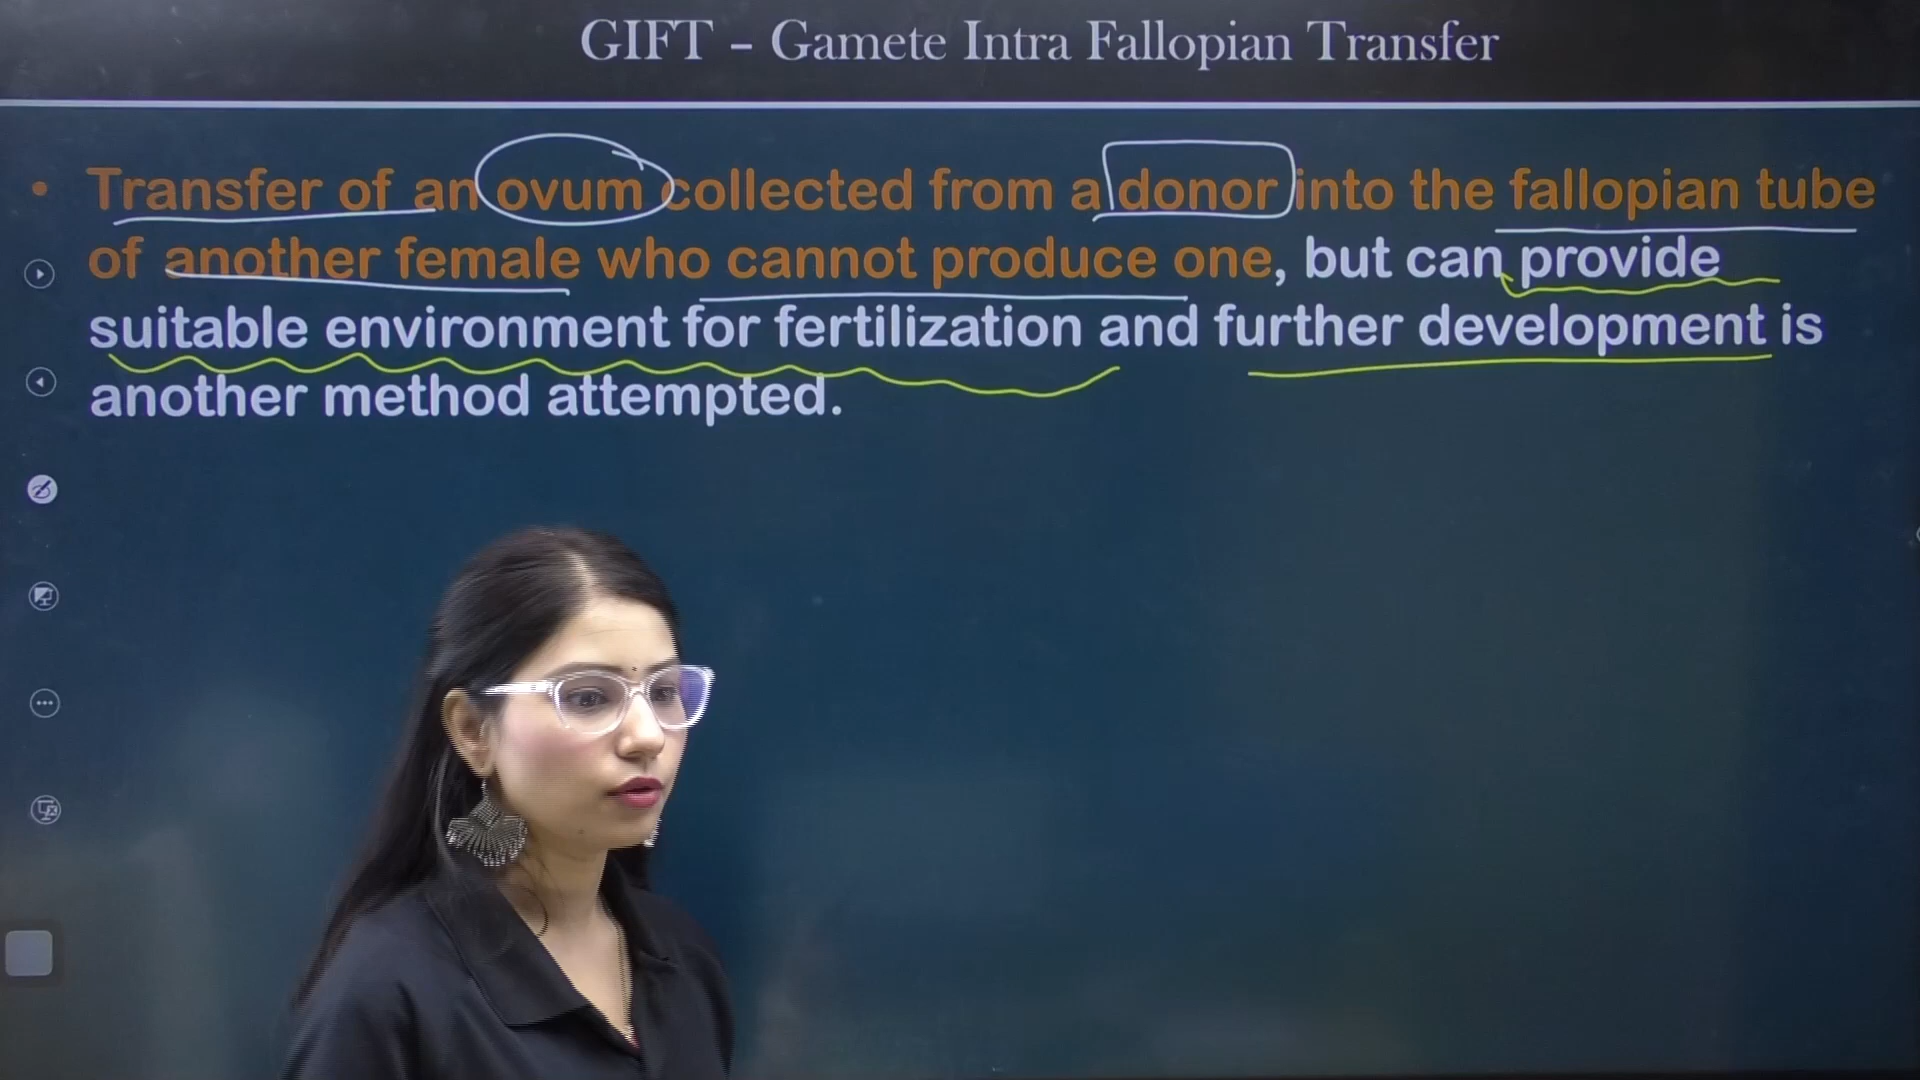 GIFT – Gamete Intra Fallopian Transfer
• Transfer of an ovum collected from a donor into the fallopian tube
of another female who cannot produce one, but can provide
suitable environment for fertilization and further development is
another method attempted.